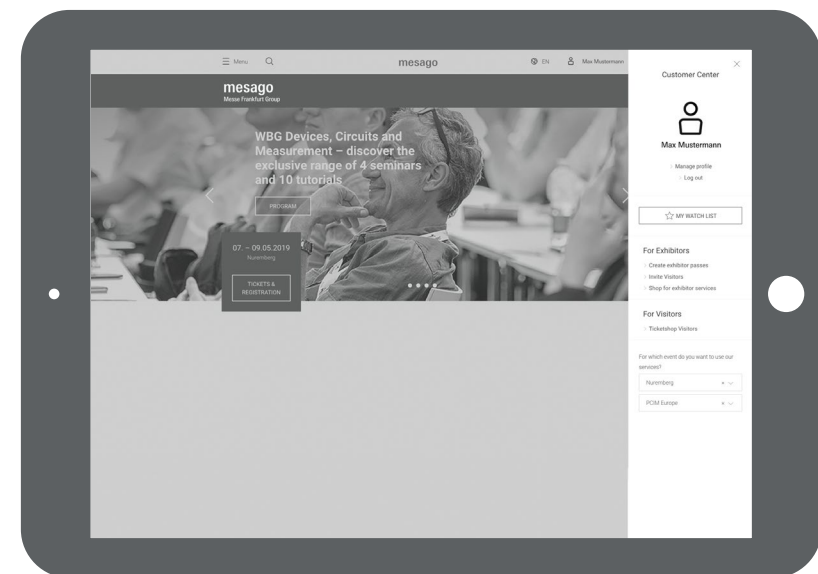 Menu
mesago
EN
Max Mustermann
mesago
Messe Frankfurt Group
WBG Devices, Circuits and
Measurement – discover the
exclusive range of 4 seminars
and 10 tutorials
PROGRAM
07. – 09.05.2019
Nuremberg
TICKETS &
REGISTRATION
Customer Center
Max Mustermann
Manage profile
Log out
MY WATCH LIST
For Exhibitors
Create exhibitor passes
Invite Visitors
Shop for exhibitor services
For Visitors
Ticketshop Visitors
For which event do you want to use our
services?
Nuremberg
PCIM Europe